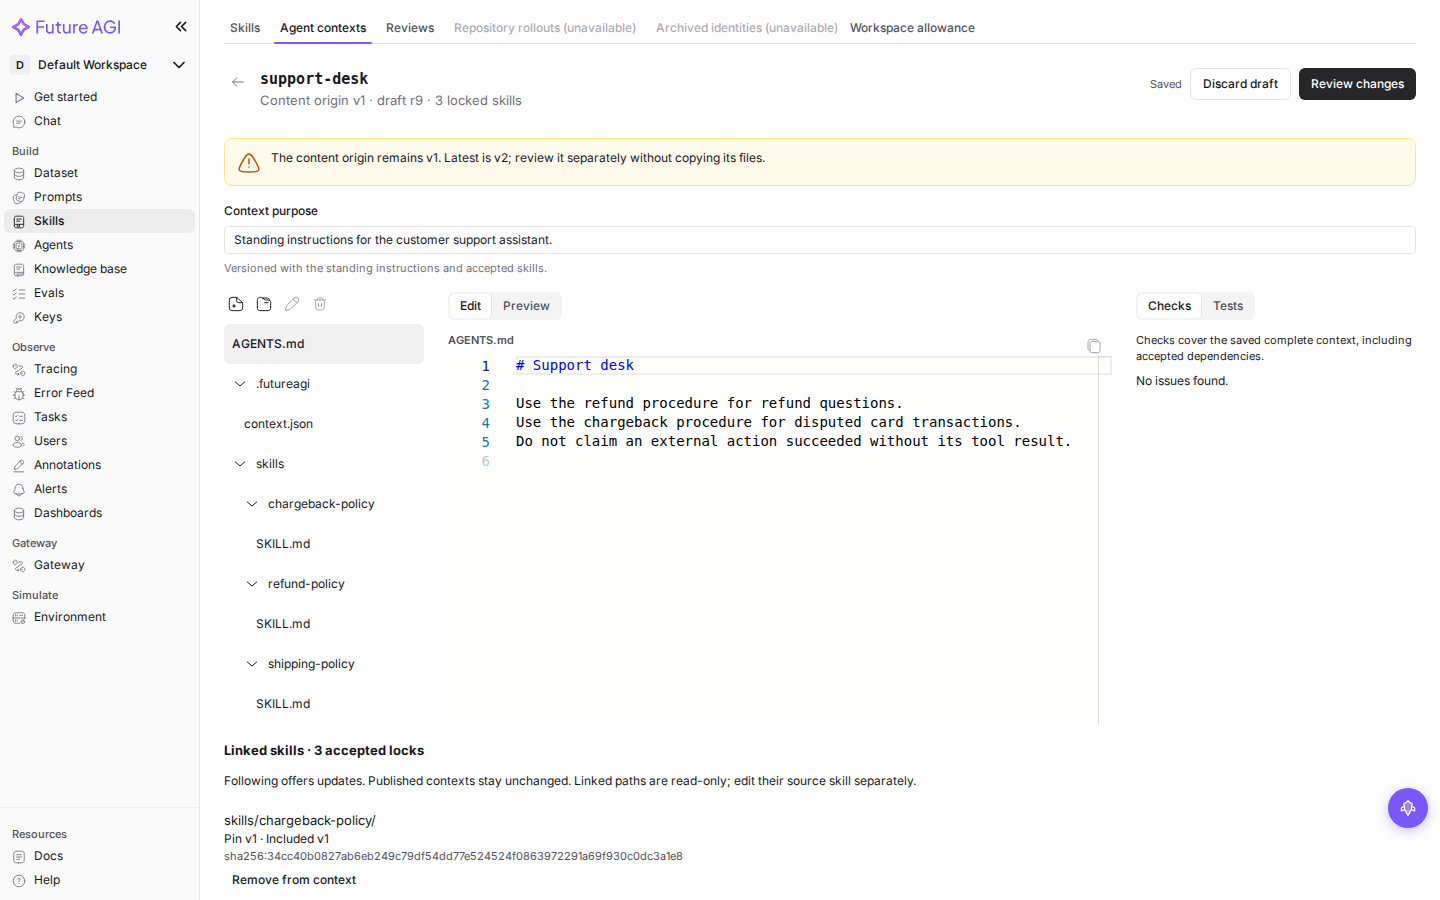 Future AGI
D Default Workspace
Get started
Chat
Build
Dataset
Prompts
Skills
Agents
Knowledge base
Evals
Keys
Observe
Tracing
Error Feed
Tasks
Users
Annotations
Alerts
Dashboards
Gateway
Gateway
Simulate
Environment
Resources
Docs
Help
Skills Agent contexts Reviews Repository rollouts (unavailable) Archived identities (unavailable) Workspace allowance
support-desk
Content origin v1 · draft r9 · 3 locked skills
Saved Discard draft Review changes
The content origin remains v1. Latest is v2; review it separately without copying its files.
Context purpose
Standing instructions for the customer support assistant.
Versioned with the standing instructions and accepted skills.
AGENTS.md
.futureagi
context.json
skills
chargeback-policy
SKILL.md
refund-policy
SKILL.md
shipping-policy
SKILL.md
Edit Preview
AGENTS.md
1 # Support desk
2
3 Use the refund procedure for refund questions.
4 Use the chargeback procedure for disputed card transactions.
5 Do not claim an external action succeeded without its tool result.
6
Checks Tests
Checks cover the saved complete context, including
accepted dependencies.
No issues found.
Linked skills · 3 accepted locks
Following offers updates. Published contexts stay unchanged. Linked paths are read-only; edit their source skill separately.
skills/chargeback-policy/
Pin v1 · Included v1
sha256:34cc40b0827ab6eb249c79df54dd77e524524f0863972291a69f930c0dc3a1e8
Remove from context